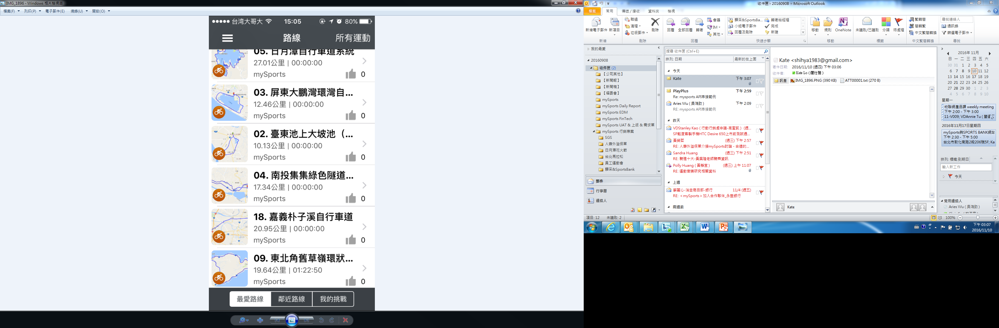 IMG_1896 - Windows 相片檢視器
檔案(F) 列印(P) 電子郵件(E) 燒錄(U) 開啟(O)
台湾大哥大 15:05 80%
路線 所有運動
05. 日月潭自行車道系統
27.01公里 | 00:00:00
mySports 0
03. 屏東大鵬灣環灣自...
12.46公里 | 00:00:00
mySports 0
02. 臺東池上大坡池（...
10.13公里 | 00:00:00
mySports 0
04. 南投集集綠色隧道...
17.34公里 | 00:00:00
mySports 0
18. 嘉義朴子溪自行車道
20.95公里 | 00:00:00
mySports 0
09. 東北角舊草嶺環狀...
19.64公里 | 01:22:50
mySports 0
最愛路線 鄰近路線 我的挑戰
收件匣 - 20160908 - Microsoft Outlook
檔案 常用 傳送 / 接收 資料夾 檢視
新增電子郵件 新項目
略過
清理
垃圾郵件
刪除
回覆 全部回覆 轉寄
會議
IM
其他
驊采&SportsBa... 轉寄給經理
小組電子郵件 完成
回覆及刪除 新建
移動 規則 OneNote
未讀取/已讀取 分類 待處理
繁轉簡
簡轉繁
中文繁簡轉換
尋找連絡人
通訊錄
篩選電子郵件
新增 刪除 回覆 快速步驟 移動 標籤 中文繁簡轉換 尋找
我的最愛
20160908
收件匣 (2)
【公司其他】
【新聞報】
【新聞稿】
【福委會】
mySports
mySports Daily Report
mySports EDM
mySports FinTech
mySports UAT & 上版 & 需求單
mySports 行銷專案
SGS
人壽外溢保單
日月潭花火節
台北馬拉松
員工運動會
驊采&SportsBank
郵件
行事曆
連絡人
搜尋 收件匣 (Ctrl+E)
排列: 日期 最新的在上面
今天
Kate 下午 3:07
PlayPlus 下午 2:59
Re: mysports API串接範例
Aries Wu ( 吳鴻勛 ) 下午 2:09
RE: mysports API串接範例
昨天
VDStanley Kao ( 行動行銷處申請-高聖凱 ) (週...
SP輕度客製手機HTC Desire 650上市前測試通...
黃榮哲 (週三) 下午 2:57
RE: 人壽外溢保單介接mySports討論 - 合適的...
Sandra Huang (週三) 下午 2:51
RE: 騎進十大-黃興隆老師騎乘資訊
Polly Huang ( 黃靜宜 ) (週三) 上午 11:07
RE: 運動音樂研究相關資料
上週
蘇麗心-消金商品部-銀行 11/4 (週五)
RE: ＜mySports＞加入合作夥伴_永豐銀行
兩週前
Kate <shihya1983@gmail.com>
寄件日期: 2016/11/10 (週四) 下午 03:06
收件者: Kate Lo ( 羅仕雅 )
訊息 IMG_1896.PNG (390 KB) ATT00001.txt (270 B)
Kate
2016年 11月
日 一 二 三 四 五 六
30 31 1 2 3 4 5
6 7 8 9 10 11 12
13 14 15 16 17 18 19
20 21 22 23 24 25 26
27 28 29 30 1 2 3
4 5 6 7 8 9 10
星期一
物聯網產品課 weekly meeting
下午 2:00 - 下午 3:00
11-V009; VDAnnie Tu (
2016年11月17日星期四
mySports與SPORTS BANK網站
下午 2:30 - 下午 5:00
台北市敦化南路2段206號5F; Ka
排列: 標幟:到期日
輸入新工作
今天
常用連絡人
Aries Wu ( 吳鴻勛 )
項目: 12 未讀取: 2
100%
下午 03:07
2016/11/10